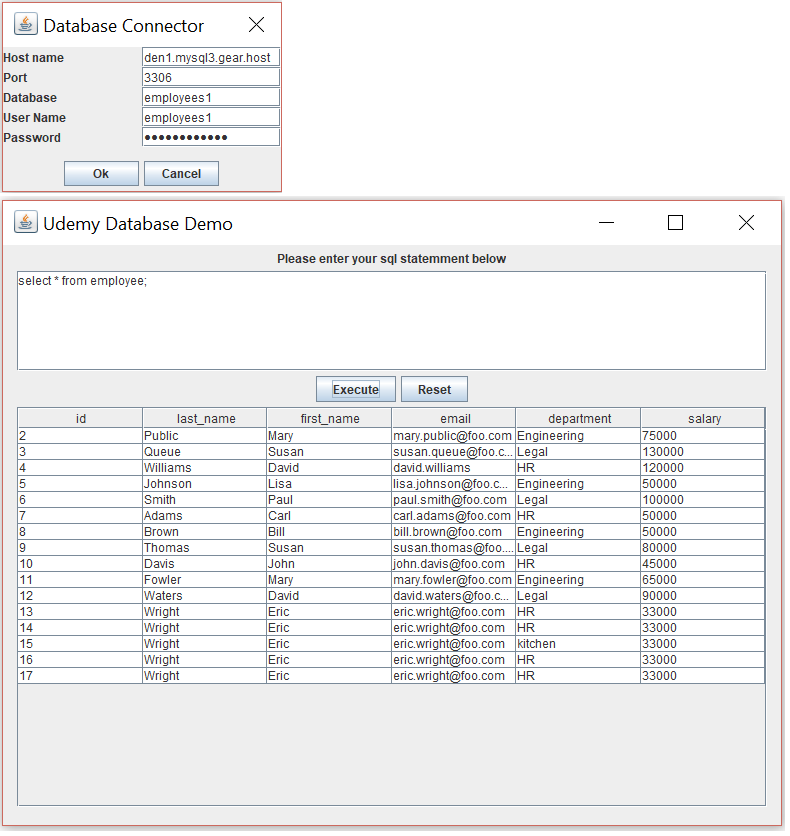 Database Connector
Host name den1.mysql3.gear.host
Port 3306
Database employees1
User Name employees1
Password ●●●●●●●●●●●●
Ok Cancel
Udemy Database Demo
Please enter your sql statemment below
select * from employee;
Execute Reset
id last_name first_name email department salary
2 Public Mary mary.public@foo.com Engineering 75000
3 Queue Susan susan.queue@foo.c... Legal 130000
4 Williams David david.williams HR 120000
5 Johnson Lisa lisa.johnson@foo.c... Engineering 50000
6 Smith Paul paul.smith@foo.com Legal 100000
7 Adams Carl carl.adams@foo.com HR 50000
8 Brown Bill bill.brown@foo.com Engineering 50000
9 Thomas Susan susan.thomas@foo.... Legal 80000
10 Davis John john.davis@foo.com HR 45000
11 Fowler Mary mary.fowler@foo.com Engineering 65000
12 Waters David david.waters@foo.c... Legal 90000
13 Wright Eric eric.wright@foo.com HR 33000
14 Wright Eric eric.wright@foo.com HR 33000
15 Wright Eric eric.wright@foo.com kitchen 33000
16 Wright Eric eric.wright@foo.com HR 33000
17 Wright Eric eric.wright@foo.com HR 33000